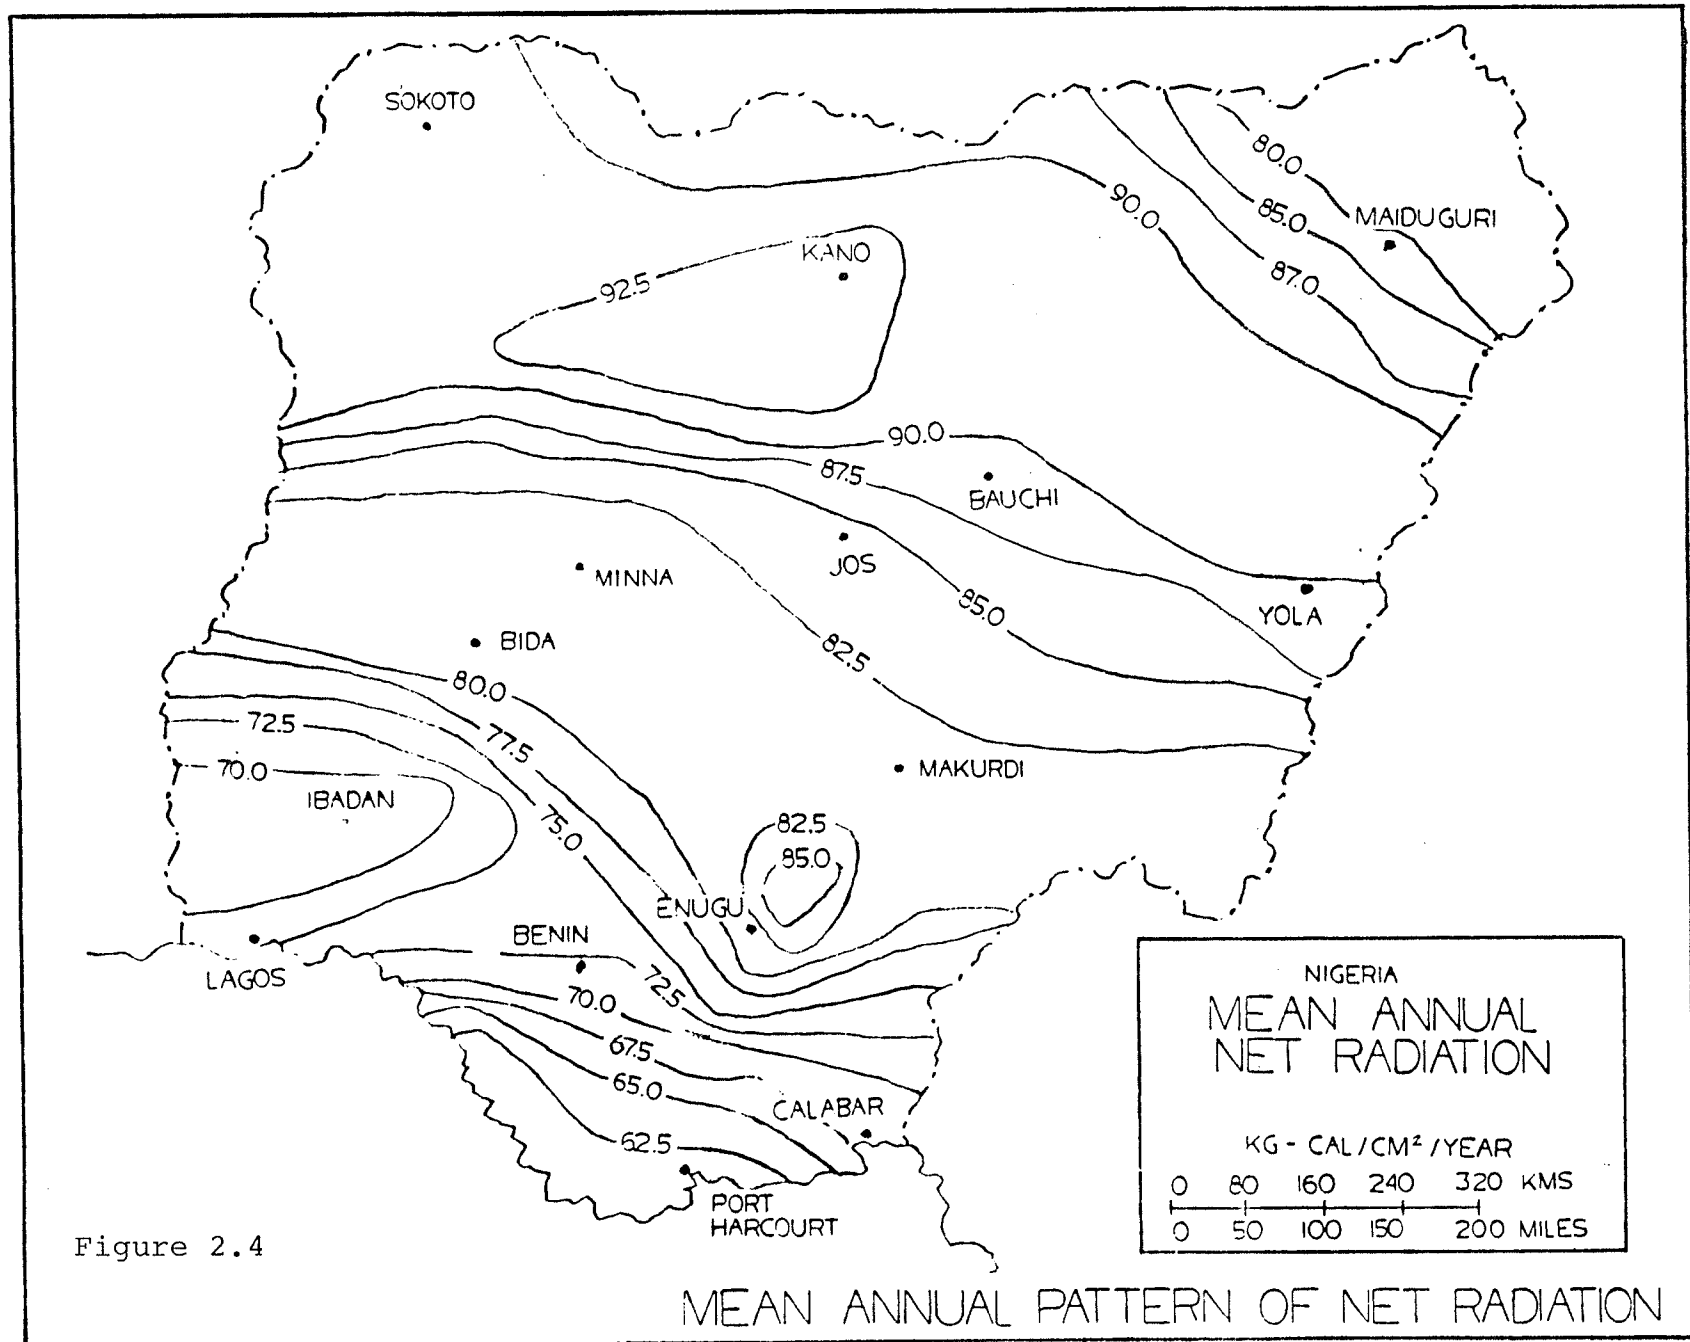 SOKOTO
80.0
90.0
85.0
MAIDUGURI
KANO
87.0
92.5
90.0
87.5
BAUCHI
JOS
MINNA
85.0
YOLA
BIDA
82.5
80.0
72.5
77.5
70.0
MAKURDI
IBADAN
75.0
82.5
85.0
ENUGU
BENIN
LAGOS
72.5
70.0
67.5
65.0
CALABAR
62.5
PORT
HARCOURT
NIGERIA
MEAN ANNUAL
NET RADIATION
KG - CAL/CM² /YEAR
0 80 160 240 320 KMS
0 50 100 150 200 MILES
Figure 2.4
MEAN ANNUAL PATTERN OF NET RADIATION